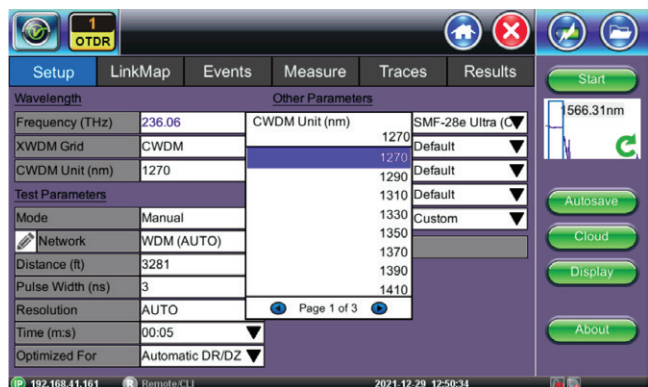 1
OTDR
Setup LinkMap Events Measure Traces Results
Wavelength Other Parameters
Frequency (THz) 236.06
XWDM Grid CWDM
CWDM Unit (nm) 1270
Test Parameters
Mode Manual
Network WDM (AUTO)
Distance (ft) 3281
Pulse Width (ns) 3
Resolution AUTO
Time (m:s) 00:05
Optimized For Automatic DR/DZ
CWDM Unit (nm)
1270
1270
1290
1310
1330
1350
1370
1390
1410
Page 1 of 3
SMF-28e Ultra (C
Default
Default
Default
Custom
Start
1566.31nm
Autosave
Cloud
Display
About
IP 192.168.41.161 R Remote/CLI 2021-12-29 12:50:34